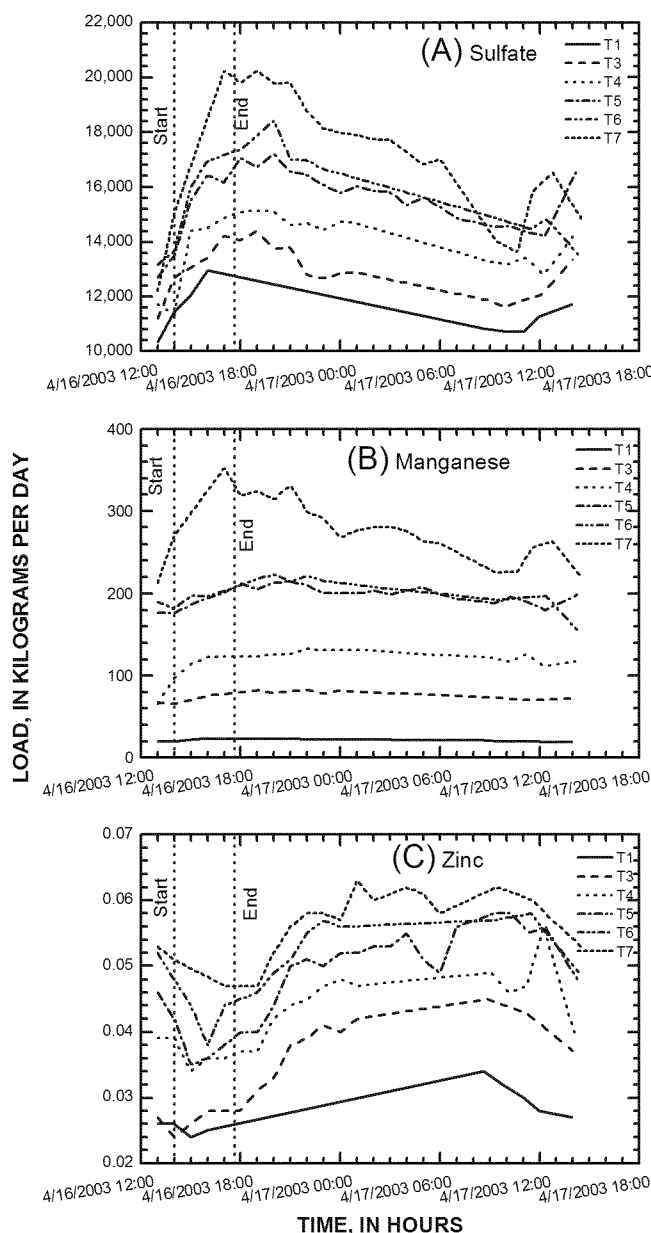 LOAD, IN KILOGRAMS PER DAY
22,000
20,000
18,000
16,000
14,000
12,000
10,000
(A) Sulfate
Start
End
T1
T3
T4
T5
T6
T7
4/16/2003 12:00
4/16/2003 18:00
4/17/2003 00:00
4/17/2003 06:00
4/17/2003 12:00
4/17/2003 18:00
400
300
200
100
0
(B) Manganese
Start
End
T1
T3
T4
T5
T6
T7
4/16/2003 12:00
4/16/2003 18:00
4/17/2003 00:00
4/17/2003 06:00
4/17/2003 12:00
4/17/2003 18:00
0.07
0.06
0.05
0.04
0.03
0.02
(C) Zinc
Start
End
T1
T3
T4
T5
T6
T7
4/16/2003 12:00
4/16/2003 18:00
4/17/2003 00:00
4/17/2003 06:00
4/17/2003 12:00
4/17/2003 18:00
TIME, IN HOURS